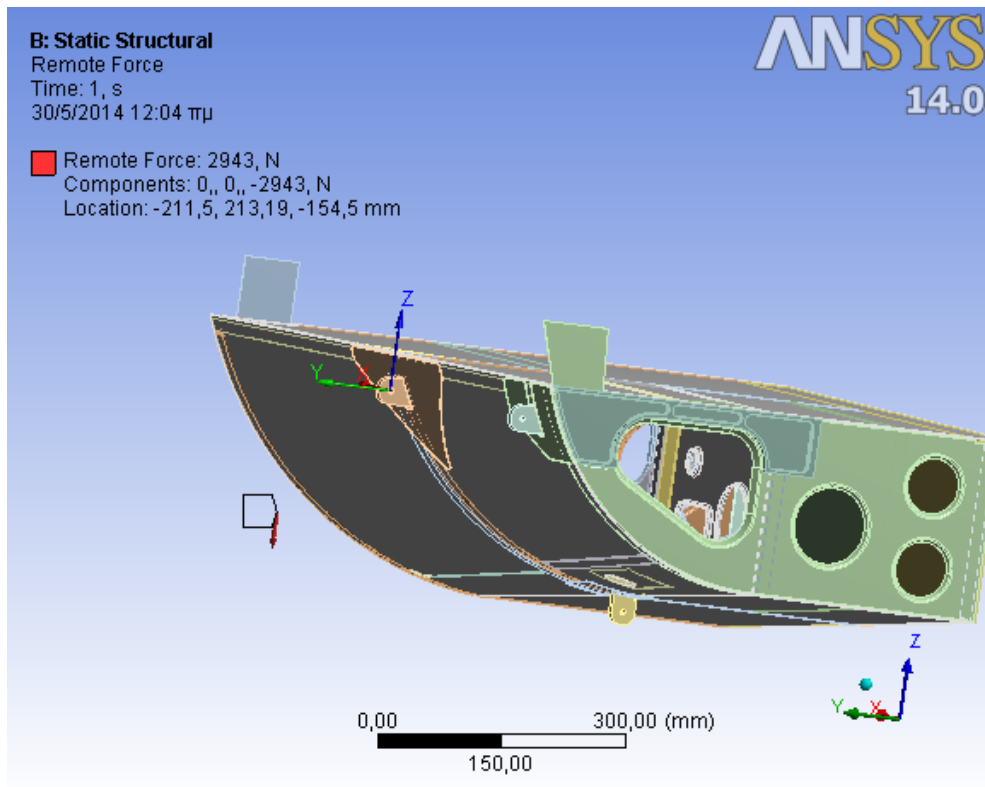 B: Static Structural
Remote Force
Time: 1, s
30/5/2014 12:04 πμ
ANSYS
14.0
Remote Force: 2943, N
Components: 0,, 0,, -2943, N
Location: -211,5, 213,19, -154,5 mm
Z
Y
X
Z
Y
X
0,00
300,00 (mm)
150,00